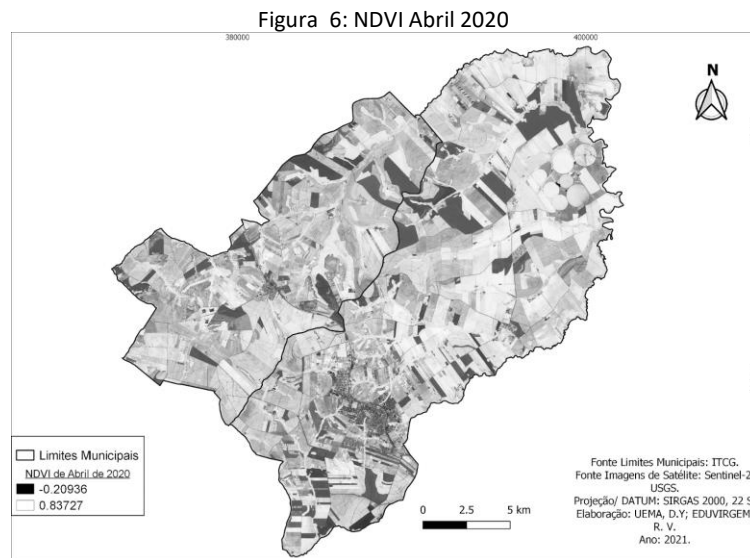 Figura 6: NDVI Abril 2020
380000
400000
N
Limites Municipais
NDVI de Abril de 2020
-0.20936
0.83727
0 2.5 5 km
Fonte Limites Municipais: ITCG.
Fonte Imagens de Satélite: Sentinel-2
USGS.
Projeção/ DATUM: SIRGAS 2000, 22 S
Elaboração: UEMA, D.Y; EDUVIRGEM
R. V.
Ano: 2021.